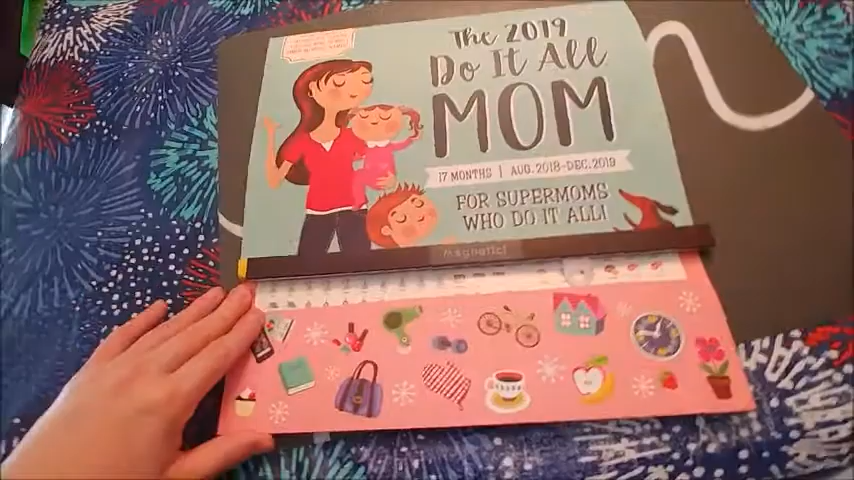 The 2019
Do It All
MOM
17 MONTHS | AUG.2018-DEC.2019
FOR SUPERMOMS
WHO DO IT ALL!
Magnetic!